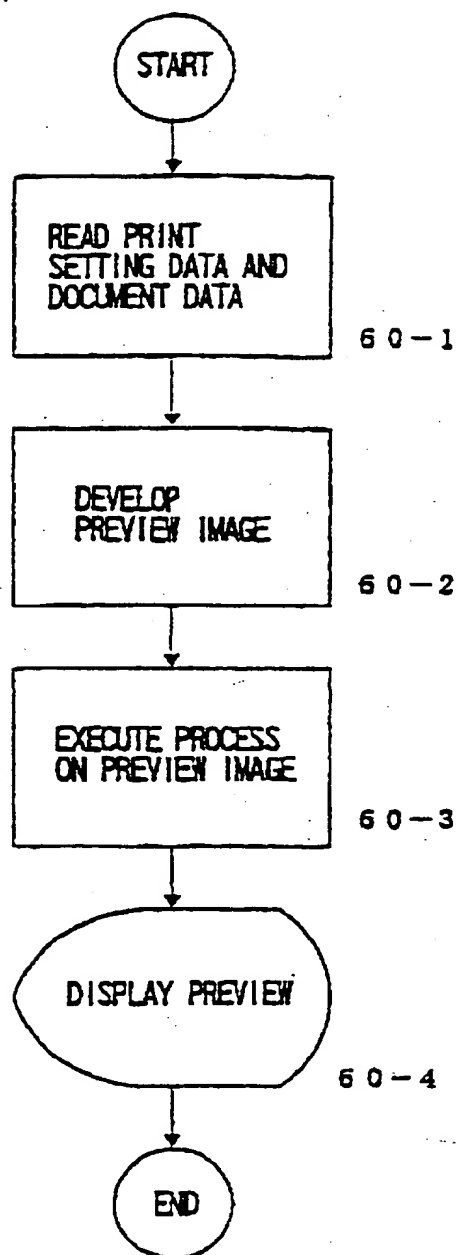 START
READ PRINT
SETTING DATA AND
DOCUMENT DATA
60-1
DEVELOP
PREVIEW IMAGE
60-2
EXECUTE PROCESS
ON PREVIEW IMAGE
60-3
DISPLAY PREVIEW
60-4
END